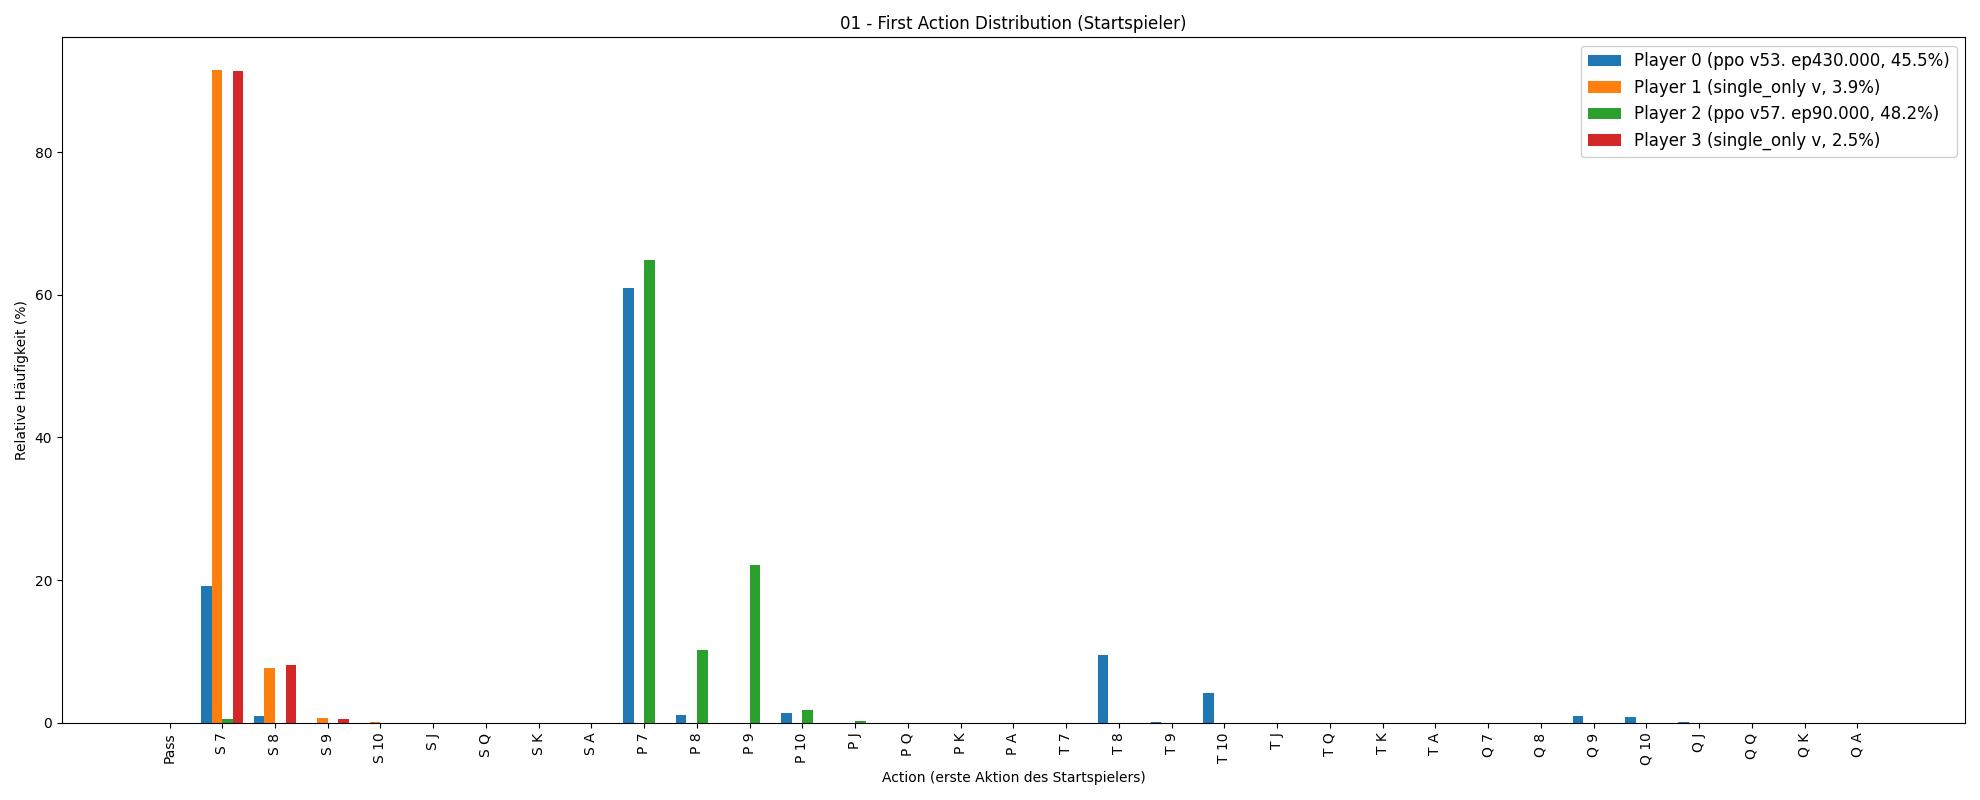 01 - First Action Distribution (Startspieler)
Player 0 (ppo v53. ep430.000, 45.5%)
Player 1 (single_only v, 3.9%)
Player 2 (ppo v57. ep90.000, 48.2%)
Player 3 (single_only v, 2.5%)
Relative Häufigkeit (%)
80
60
40
20
0
Pass
S 7
S 8
S 9
S 10
S J
S Q
S K
S A
P 7
P 8
P 9
P 10
P J
P Q
P K
P A
T 7
T 8
T 9
T 10
T J
T Q
T K
T A
Q 7
Q 8
Q 9
Q 10
Q J
Q Q
Q K
Q A
Action (erste Aktion des Startspielers)